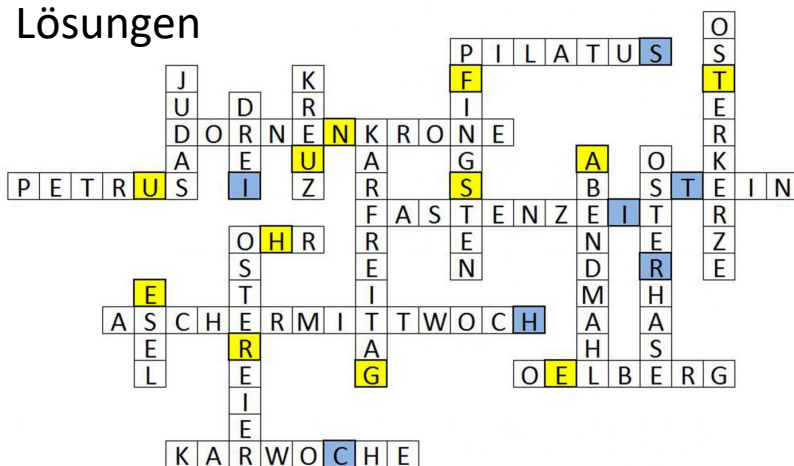 Lösungen
OSTERKERZE
PILATUS
PFINGSTEN
JUDAS
KREUZ
DREI
DORNENKRONE
KARFREITAG
ABENDMAHL
OSTERHASE
PETRUS
STEIN
FASTENZEIT
OHR
OSTEREIER
ESEL
ASCHERMITTWOCH
OELBERG
KARWOCHE